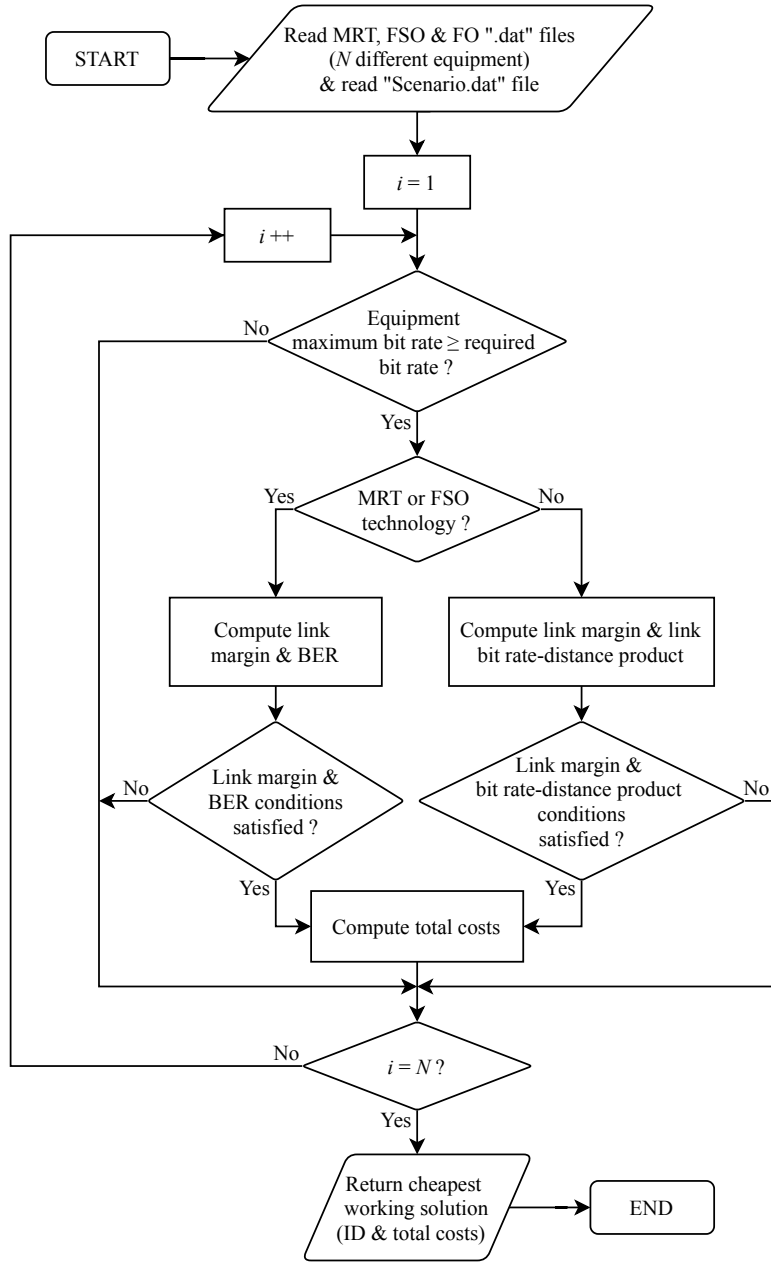 START
Read MRT, FSO & FO ".dat" files
(N different equipment)
& read "Scenario.dat" file
i = 1
i ++
No
Equipment
maximum bit rate ≥ required
bit rate ?
Yes
Yes
MRT or FSO
technology ?
No
Compute link
margin & BER
Compute link margin & link
bit rate-distance product
No
Link margin &
BER conditions
satisfied ?
Link margin &
bit rate-distance product
conditions
satisfied ?
No
Yes
Yes
Compute total costs
No
i = N ?
Yes
Return cheapest
working solution
(ID & total costs)
END